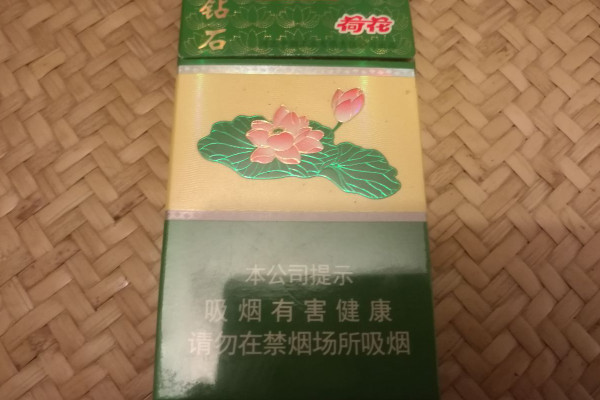 钻石
荷花
本公司提示
吸烟有害健康
请勿在禁烟场所吸烟